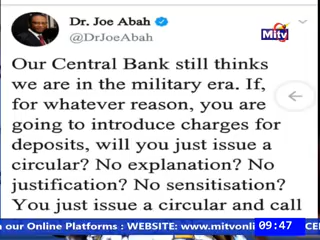 Dr. Joe Abah
@DrJoeAbah
Mitv
Our Central Bank still thinks
we are in the military era. If,
for whatever reason, you are
going to introduce charges for
deposits, will you just issue a
circular? No explanation? No
justification? No sensitisation?
You just issue a circular and call
our Online Platforms : WEBSITE: www.mitvonlin 09:47